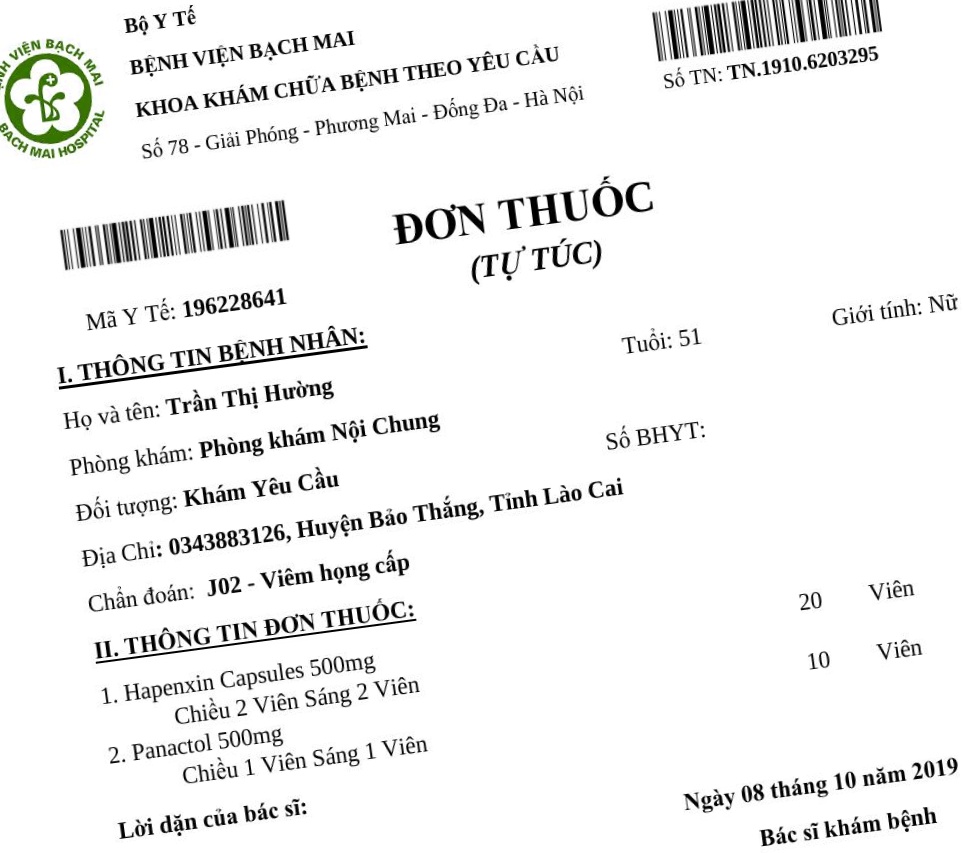 Bộ Y Tế
BỆNH VIỆN BẠCH MAI
KHOA KHÁM CHỮA BỆNH THEO YÊU CẦU
Số 78 - Giải Phóng - Phương Mai - Đống Đa - Hà Nội
BACH MAI HOSPITAL
Số TN: TN.1910.6203295
ĐƠN THUỐC
(TỰ TÚC)
Mã Y Tế: 196228641
I. THÔNG TIN BỆNH NHÂN:
Họ và tên: Trần Thị Hường Tuổi: 51 Giới tính: Nữ
Phòng khám: Phòng khám Nội Chung
Đối tượng: Khám Yêu Cầu Số BHYT:
Địa Chỉ: 0343883126, Huyện Bảo Thắng, Tỉnh Lào Cai
Chẩn đoán: J02 - Viêm họng cấp
II. THÔNG TIN ĐƠN THUỐC:
1. Hapenxin Capsules 500mg 20 Viên
Chiều 2 Viên Sáng 2 Viên
2. Panactol 500mg 10 Viên
Chiều 1 Viên Sáng 1 Viên
Lời dặn của bác sĩ:
Ngày 08 tháng 10 năm 2019
Bác sĩ khám bệnh